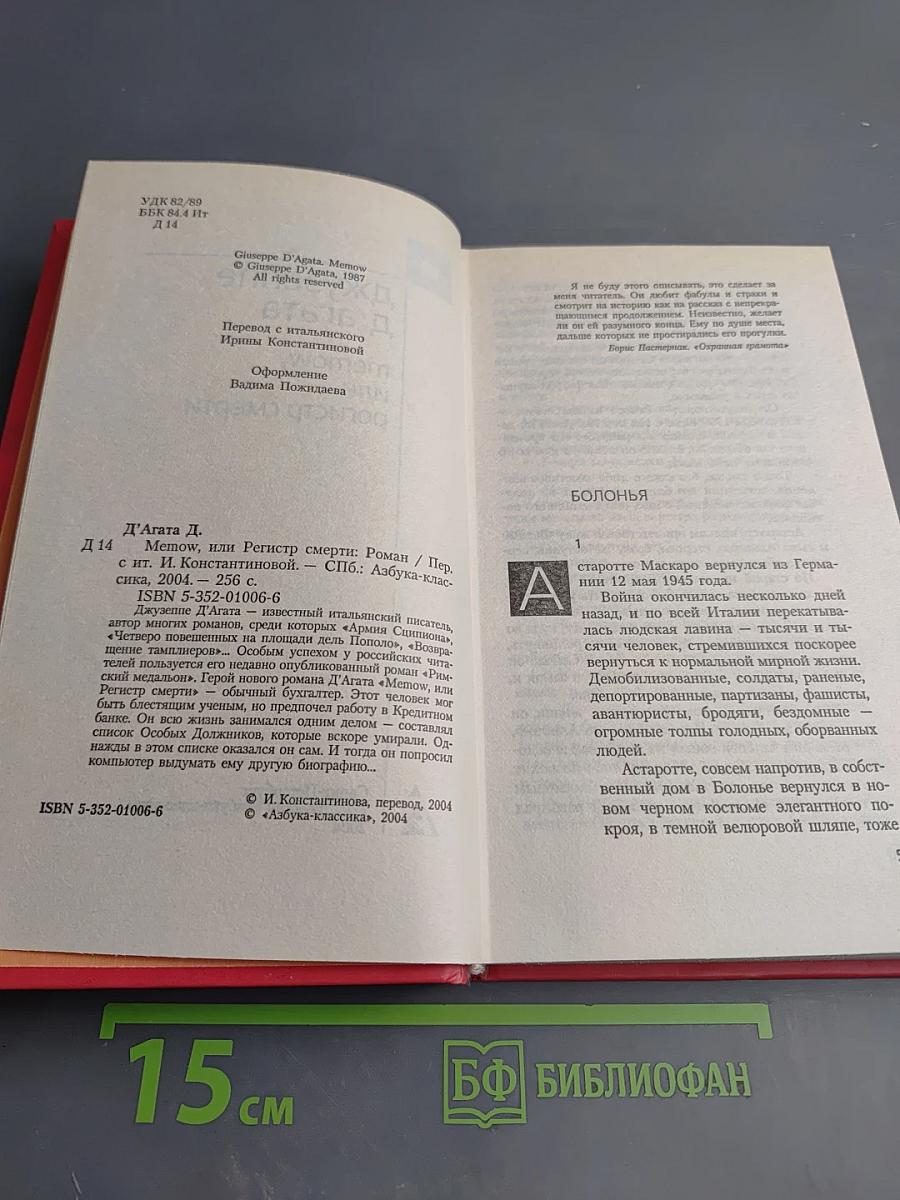 УДК 82/89
ББК 84.4 Ит
Д 14
Giuseppe D'Agata. Memow
© Giuseppe D'Agata, 1987
All rights reserved
Перевод с итальянского
Ирины Константиновой
Оформление
Вадима Пожидаева
Д'Агата Д.
Д 14 Memow, или Регистр смерти: Роман / Пер.
с ит. И. Константиновой. — СПб.: Азбука-клас-
сика, 2004. — 256 с.
ISBN 5-352-01006-6
Джузеппе Д'Агата — известный итальянский писатель,
автор многих романов, среди которых «Армия Сципиона»,
«Четверо повешенных на площади дель Пополо», «Возвра-
щение тамплиеров»... Особым успехом у российских чита-
телей пользуется его недавно опубликованный роман «Рим-
ский медальон». Герой нового романа Д'Агата «Memow, или
Регистр смерти» — обычный бухгалтер. Этот человек мог
быть блестящим ученым, но предпочел работу в Кредитном
банке. Он всю жизнь занимался одним делом — составлял
список Особых Должников, которые вскоре умирали. Од-
нажды в этом списке оказался он сам. И тогда он попросил
компьютер выдумать ему другую биографию...
© И. Константинова, перевод, 2004
ISBN 5-352-01006-6 © «Азбука-классика», 2004
Я не буду этого описывать, это сделает за
меня читатель. Он любит фабулы и страхи и
смотрит на историю как на рассказ с непрекра-
щающимся продолжением. Неизвестно, желает
ли он ей разумного конца. Ему по душе места,
дальше которых не простирались его прогулки.
Борис Пастернак. «Охранная грамота»
БОЛОНЬЯ
1
Астаротте Маскаро вернулся из Герма-
нии 12 мая 1945 года.
Война окончилась несколько дней
назад, и по всей Италии перекатыва-
лась людская лавина — тысячи и ты-
сячи человек, стремившихся поскорее
вернуться к нормальной мирной жизни.
Демобилизованные, солдаты, раненые,
депортированные, партизаны, фашисты,
авантюристы, бродяги, бездомные —
огромные толпы голодных, оборванных
людей.
Астаротте, совсем напротив, в собст-
венный дом в Болонье вернулся в но-
вом черном костюме элегантного по-
кроя, в темной велюровой шляпе, тоже
5
15 см
БФ БИБЛИОФАН